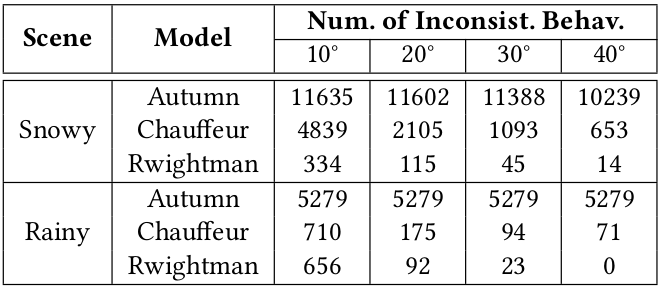 Scene Model Num. of Inconsist. Behav.
10° 20° 30° 40°
Autumn 11635 11602 11388 10239
Snowy Chauffeur 4839 2105 1093 653
Rwightman 334 115 45 14
Autumn 5279 5279 5279 5279
Rainy Chauffeur 710 175 94 71
Rwightman 656 92 23 0